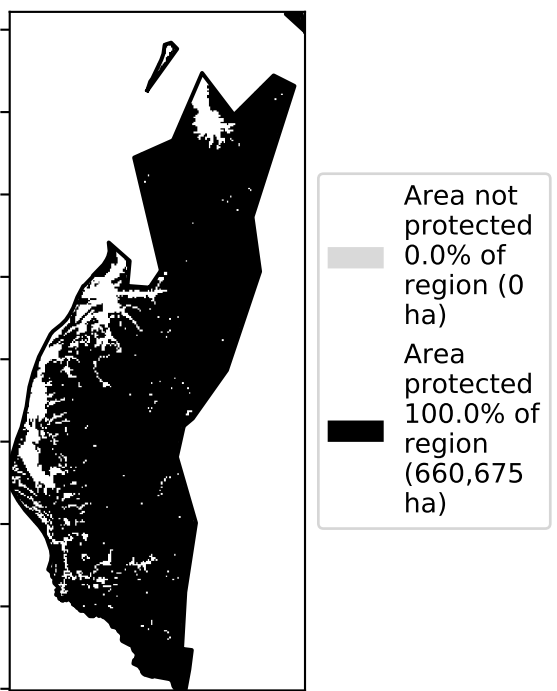 Area not
protected
0.0% of
region (0
ha)
Area
protected
100.0% of
region
(660,675
ha)